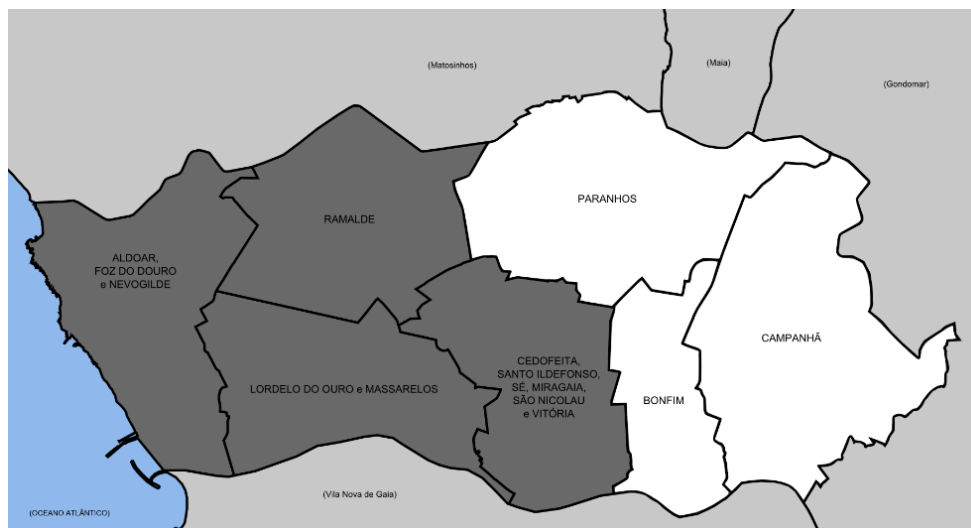 (Matosinhos)
(Maia)
(Gondomar)
PARANHOS
RAMALDE
ALDOAR,
FOZ DO DOURO
e NEVOGILDE
CAMPANHÃ
CEDOFEITA,
SANTO ILDEFONSO,
SÉ, MIRAGAIA,
SÃO NICOLAU
e VITÓRIA
LORDELO DO OURO e MASSARELOS
BONFIM
(Vila Nova de Gaia)
(OCEANO ATLÂNTICO)